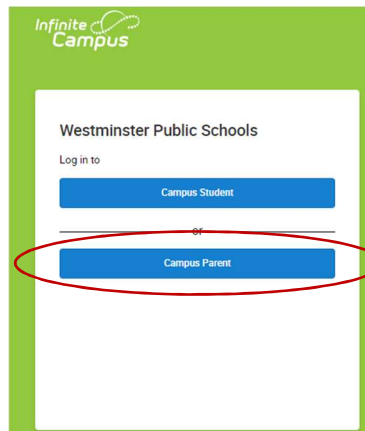 Infinite
Campus
Westminster Public Schools
Log in to
Campus Student
or
Campus Parent